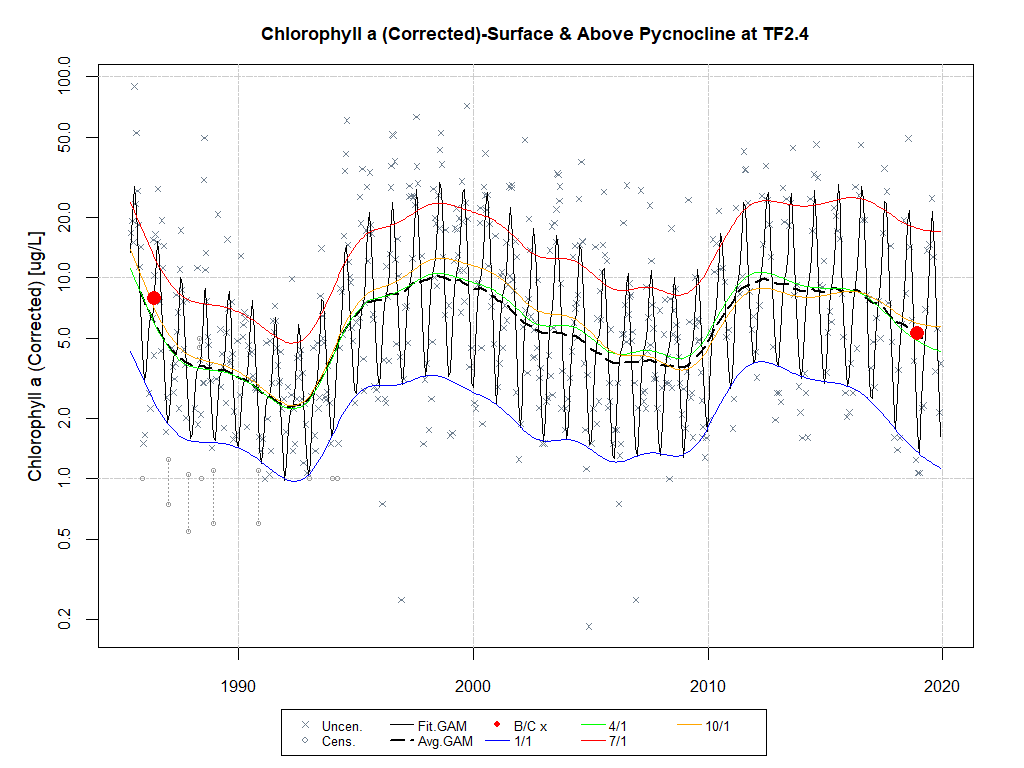 Chlorophyll a (Corrected)-Surface & Above Pycnocline at TF2.4
Chlorophyll a (Corrected) [ug/L]
100.0
50.0
20.0
10.0
5.0
2.0
1.0
0.5
0.2
1990 2000 2010 2020
Uncen. Fit.GAM B/C x 4/1 10/1
Cens. Avg.GAM 1/1 7/1